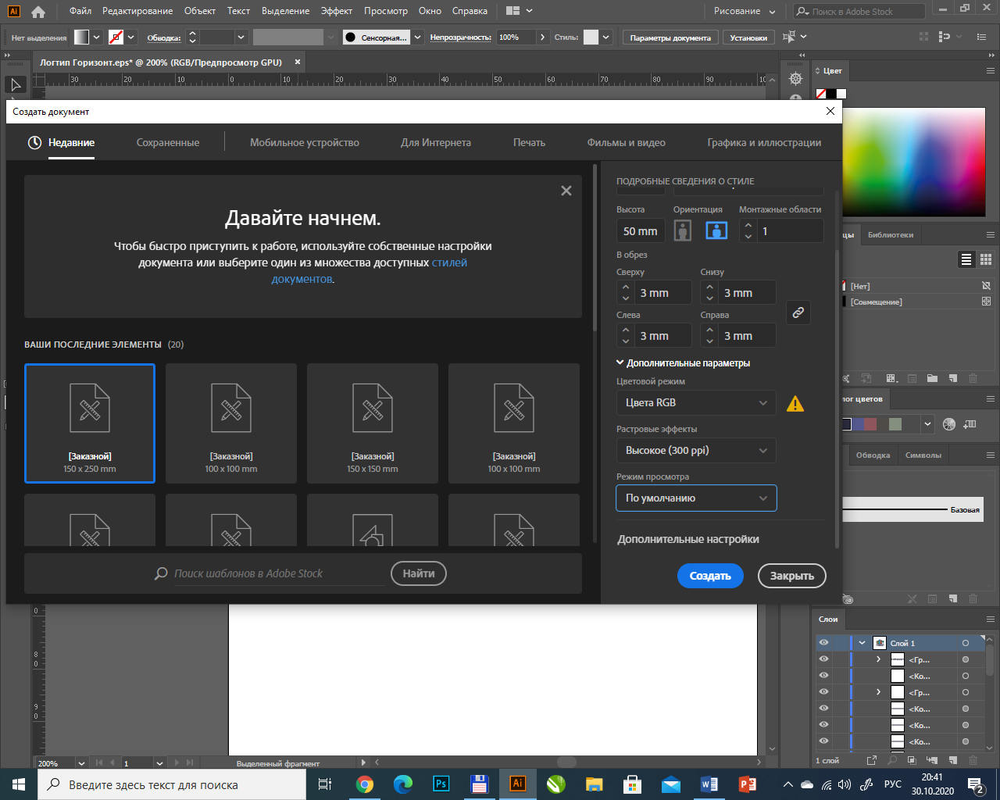 Ai
Файл Редактирование Объект Текст Выделение Эффект Просмотр Окно Справка Рисование Поиск в Adobe Stock
Нет выделения Обводка: Сенсорная... Непрозрачность: 100% Стиль: Параметры документа Установки
Логтип Горизонт.eps* @ 200% (RGB/Предпросмотр GPU)
30 20 10 0 10 20 30 40 50 60 70 80 90 10
Цвет
Создать документ
Недавние Сохраненные Мобильное устройство Для Интернета Печать Фильмы и видео Графика и иллюстрации
Давайте начнем.
Чтобы быстро приступить к работе, используйте собственные настройки
документа или выберите один из множества доступных стилей
документов.
ВАШИ ПОСЛЕДНИЕ ЭЛЕМЕНТЫ (20)
[Заказной]
150 x 250 mm
[Заказной]
100 x 100 mm
[Заказной]
150 x 150 mm
[Заказной]
100 x 100 mm
Поиск шаблонов в Adobe Stock Найти
ПОДРОБНЫЕ СВЕДЕНИЯ О СТИЛЕ
Высота Ориентация Монтажные области
50 mm 1
В обрез
Сверху Снизу
3 mm 3 mm
Слева Справа
3 mm 3 mm
Дополнительные параметры
Цветовой режим
Цвета RGB
Растровые эффекты
Высокое (300 ppi)
Режим просмотра
По умолчанию
Дополнительные настройки
Создать Закрыть
цы Библиотеки
[Нет]
[Совмещение]
лог цветов
Обводка Символы
Базовая
Слои
Слой 1
<Гр...
<Ко...
<Гр...
<Ко...
<Ко...
<Ко...
1 слой
0
8
0
9
0
200% 1 Выделенный фрагмент
Введите здесь текст для поиска Ps Ai РУС 20:41
30.10.2020 2